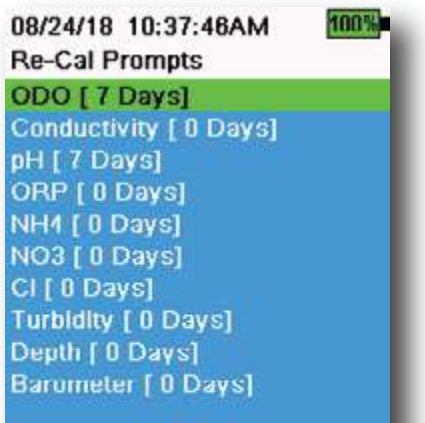 08/24/18 10:37:46AM 100%
Re-Cal Prompts
ODO [ 7 Days]
Conductivity [ 0 Days]
pH [ 7 Days]
ORP [ 0 Days]
NH4 [ 0 Days]
NO3 [ 0 Days]
Cl [ 0 Days]
Turbidity [ 0 Days]
Depth [ 0 Days]
Barometer [ 0 Days]